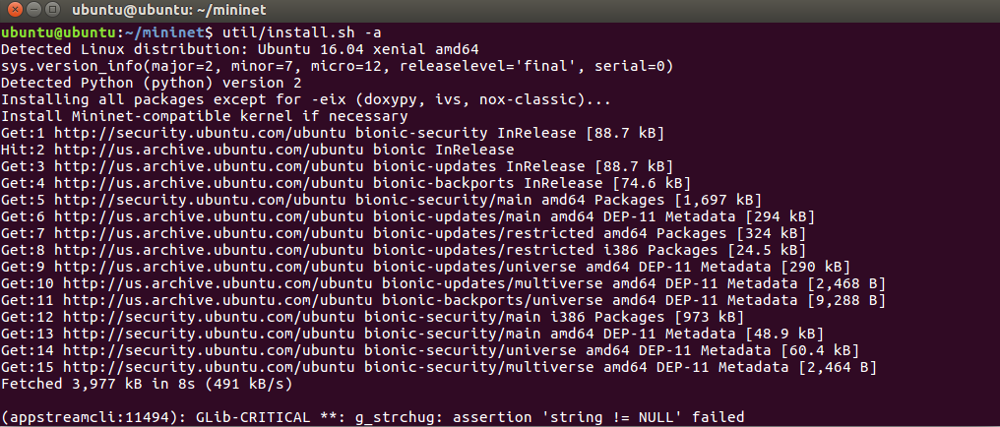 ubuntu@ubuntu: ~/mininet
ubuntu@ubuntu:~/mininet$ util/install.sh -a
Detected Linux distribution: Ubuntu 16.04 xenial amd64
sys.version_info(major=2, minor=7, micro=12, releaselevel='final', serial=0)
Detected Python (python) version 2
Installing all packages except for -eix (doxypy, ivs, nox-classic)...
Install Mininet-compatible kernel if necessary
Get:1 http://security.ubuntu.com/ubuntu bionic-security InRelease [88.7 kB]
Hit:2 http://us.archive.ubuntu.com/ubuntu bionic InRelease
Get:3 http://us.archive.ubuntu.com/ubuntu bionic-updates InRelease [88.7 kB]
Get:4 http://us.archive.ubuntu.com/ubuntu bionic-backports InRelease [74.6 kB]
Get:5 http://security.ubuntu.com/ubuntu bionic-security/main amd64 Packages [1,697 kB]
Get:6 http://us.archive.ubuntu.com/ubuntu bionic-updates/main amd64 DEP-11 Metadata [294 kB]
Get:7 http://us.archive.ubuntu.com/ubuntu bionic-updates/restricted amd64 Packages [324 kB]
Get:8 http://us.archive.ubuntu.com/ubuntu bionic-updates/restricted i386 Packages [24.5 kB]
Get:9 http://us.archive.ubuntu.com/ubuntu bionic-updates/universe amd64 DEP-11 Metadata [290 kB]
Get:10 http://us.archive.ubuntu.com/ubuntu bionic-updates/multiverse amd64 DEP-11 Metadata [2,468 B]
Get:11 http://us.archive.ubuntu.com/ubuntu bionic-backports/universe amd64 DEP-11 Metadata [9,288 B]
Get:12 http://security.ubuntu.com/ubuntu bionic-security/main i386 Packages [973 kB]
Get:13 http://security.ubuntu.com/ubuntu bionic-security/main amd64 DEP-11 Metadata [48.9 kB]
Get:14 http://security.ubuntu.com/ubuntu bionic-security/universe amd64 DEP-11 Metadata [60.4 kB]
Get:15 http://security.ubuntu.com/ubuntu bionic-security/multiverse amd64 DEP-11 Metadata [2,464 B]
Fetched 3,977 kB in 8s (491 kB/s)
(appstreamcli:11494): GLib-CRITICAL **: g_strchug: assertion 'string != NULL' failed